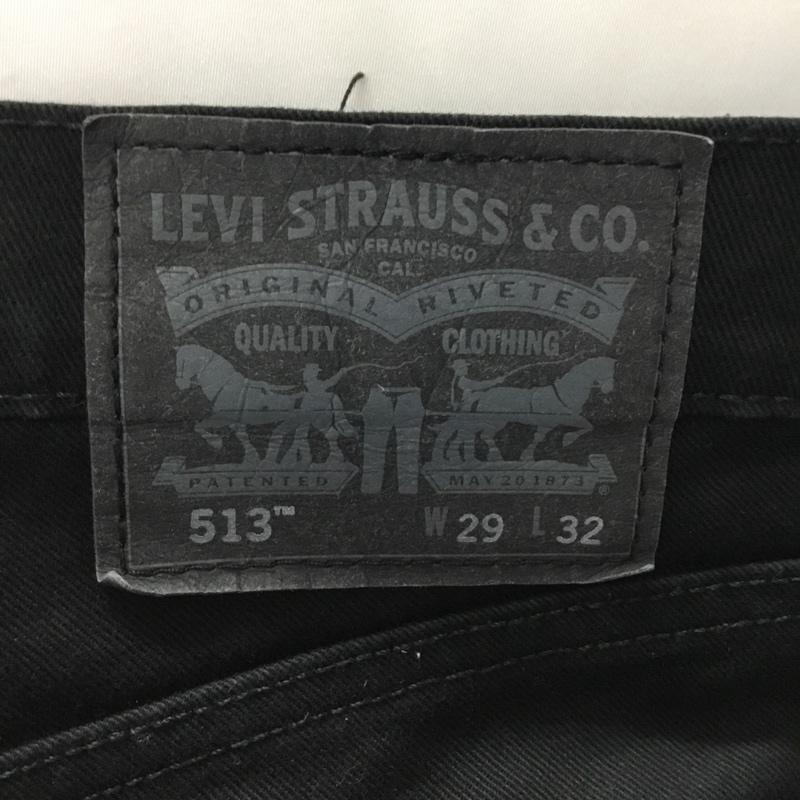 LEVI STRAUSS & CO.
SAN FRANCISCO
CAL.
ORIGINAL RIVETED
QUALITY CLOTHING
PATENTED MAY 20 1873 ®
513™ W 29 L 32